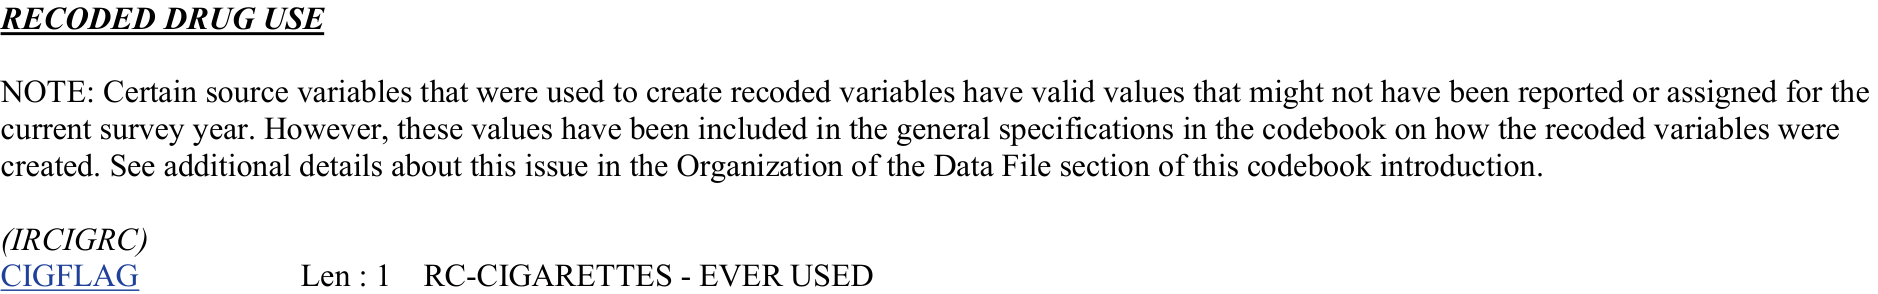 RECODED DRUG USE
NOTE: Certain source variables that were used to create recoded variables have valid values that might not have been reported or assigned for the
current survey year. However, these values have been included in the general specifications in the codebook on how the recoded variables were
created. See additional details about this issue in the Organization of the Data File section of this codebook introduction.
(IRCIGRC)
CIGFLAG Len : 1 RC-CIGARETTES - EVER USED